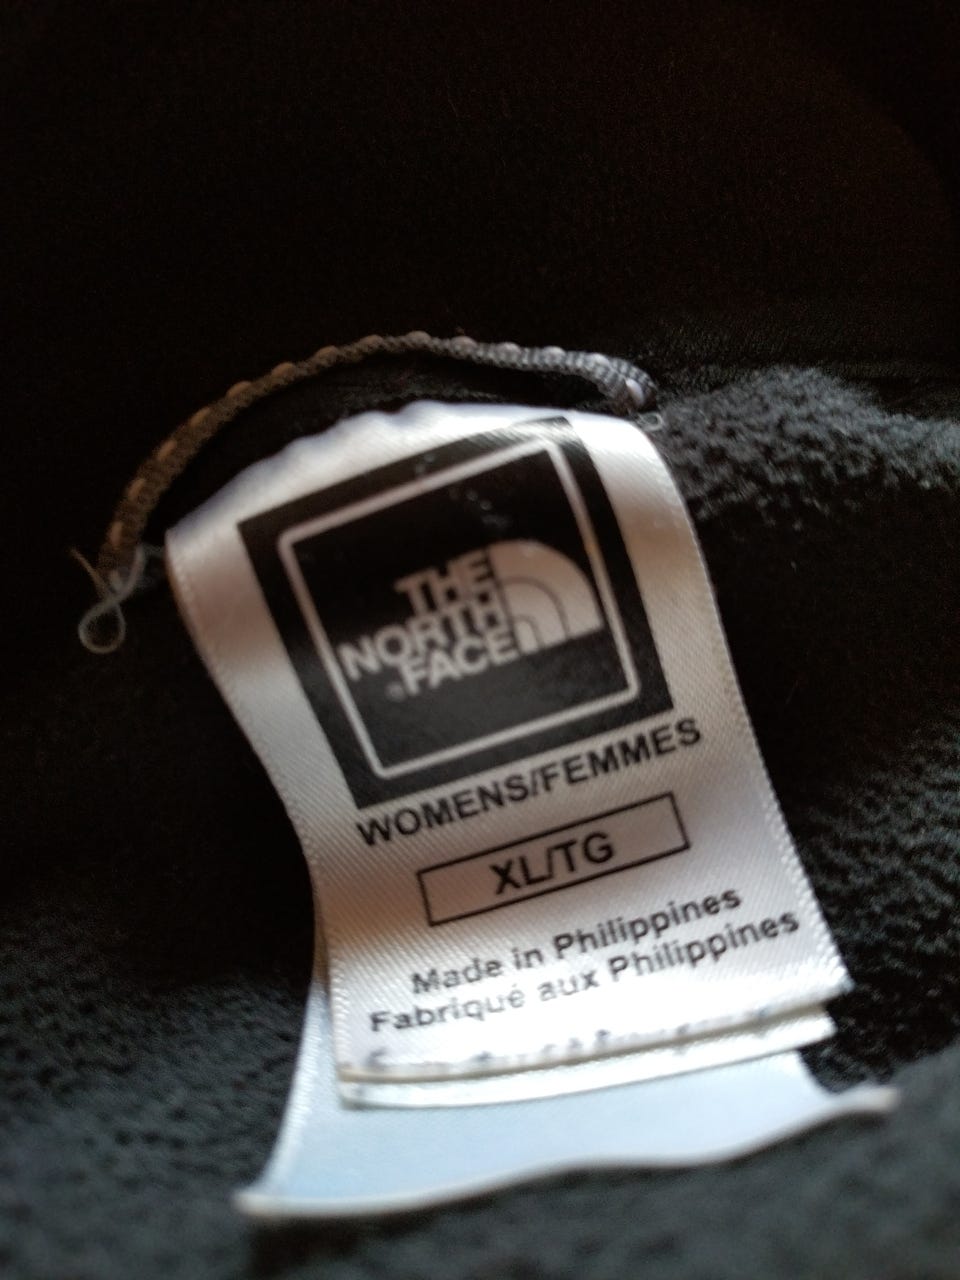 THE
NORTH
FACE
WOMENS/FEMMES
XL/TG
Made in Philippines
Fabriqué aux Philippines